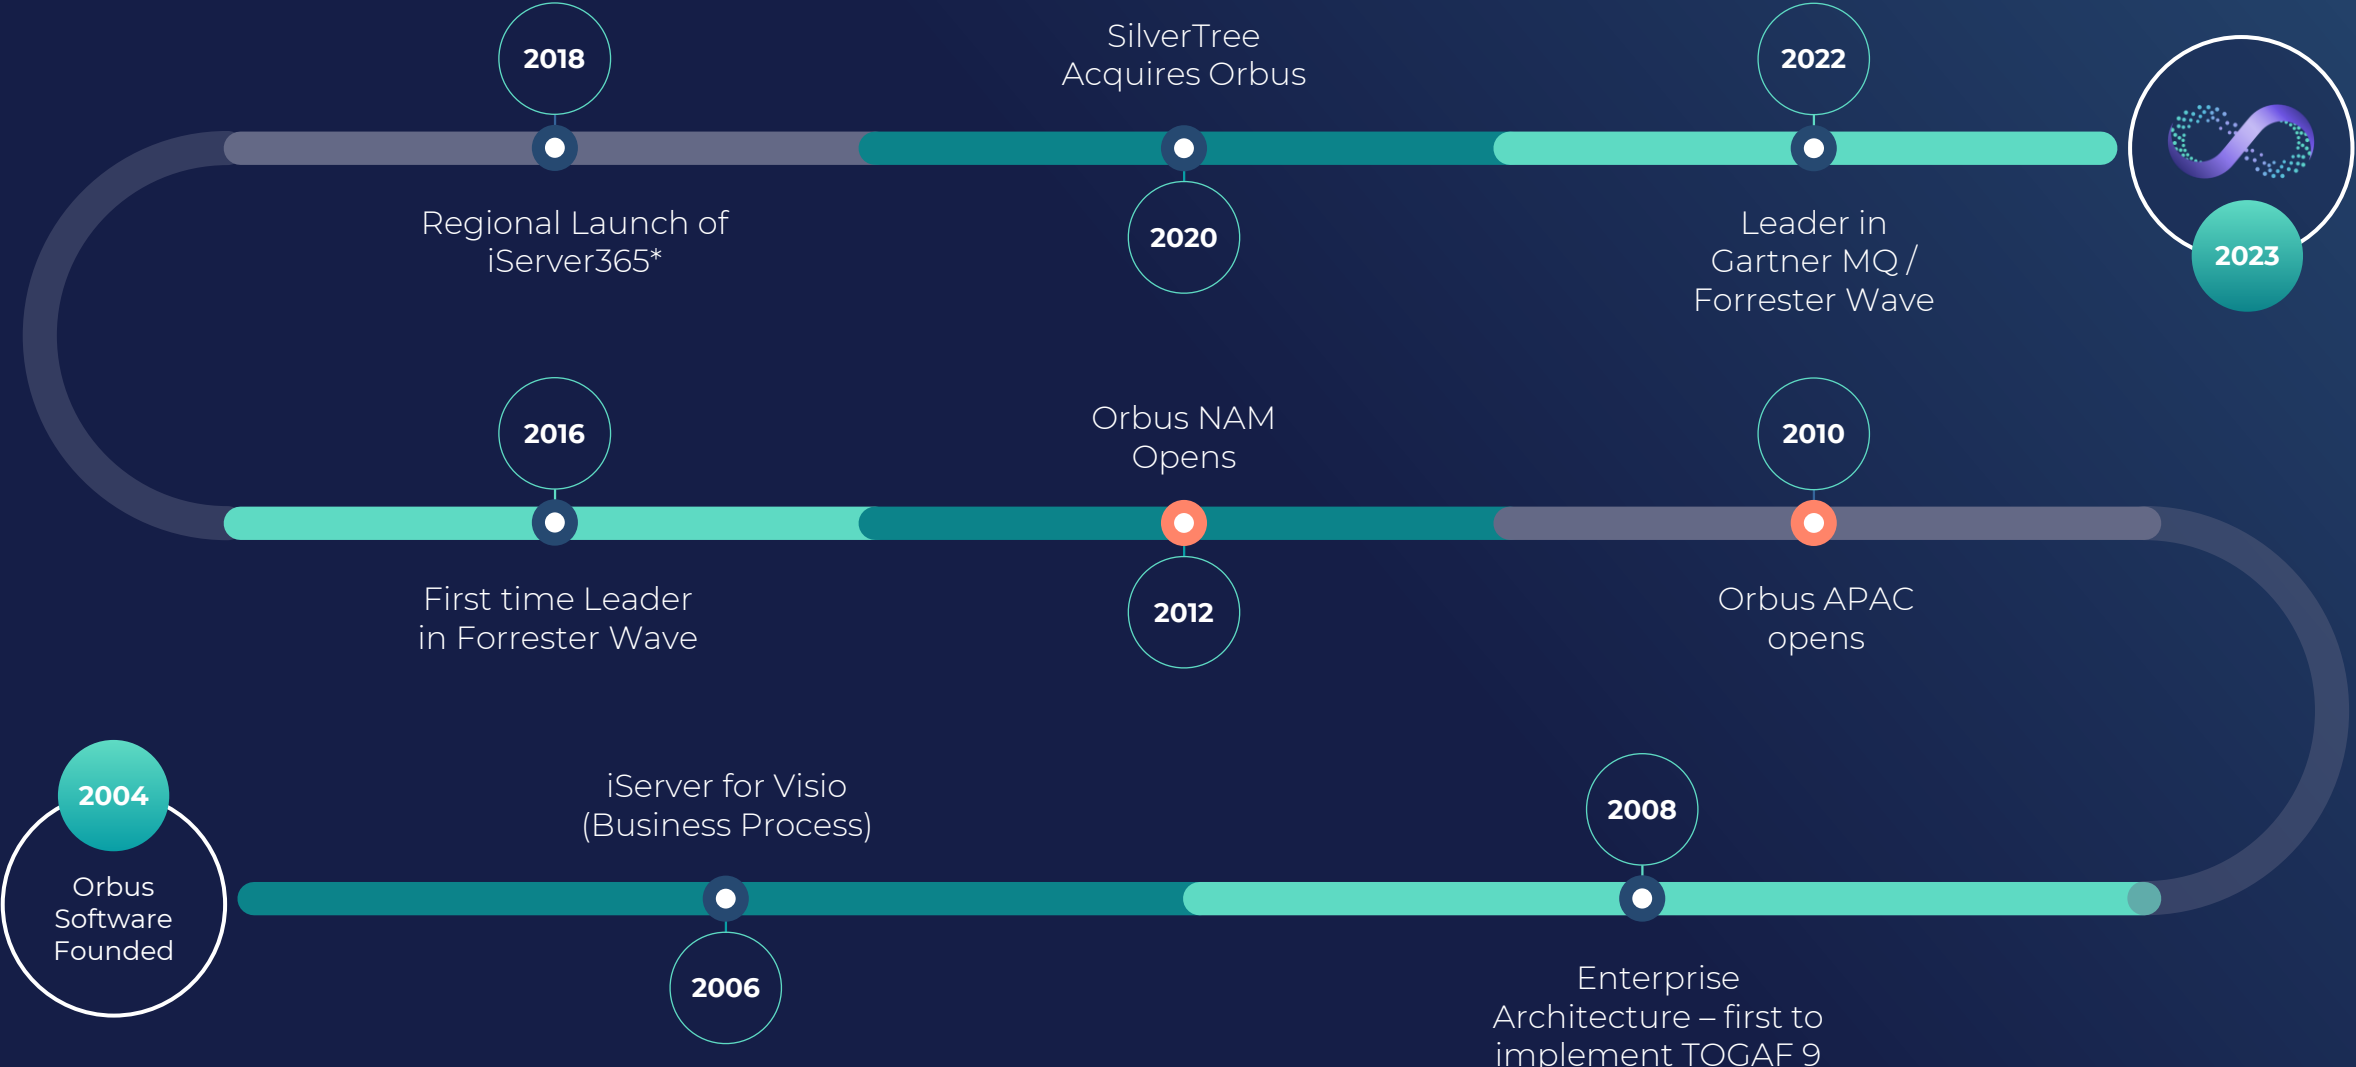 2018
SilverTree
Acquires Orbus
2022
Regional Launch of
iServer365*
2020
Leader in
Gartner MQ /
Forrester Wave
2023
2016
Orbus NAM
Opens
2010
First time Leader
in Forrester Wave
2012
Orbus APAC
opens
2004
Orbus
Software
Founded
iServer for Visio
(Business Process)
2006
2008
Enterprise
Architecture – first to
implement TOGAF 9